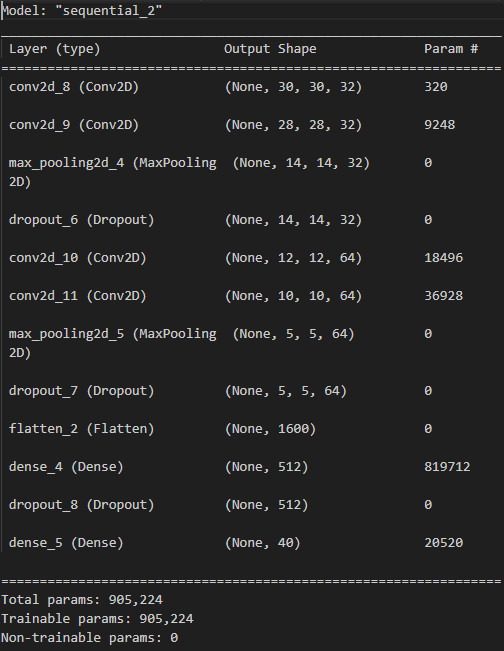 Model: "sequential_2"
Layer (type) Output Shape Param #
conv2d_8 (Conv2D) (None, 30, 30, 32) 320
conv2d_9 (Conv2D) (None, 28, 28, 32) 9248
max_pooling2d_4 (MaxPooling (None, 14, 14, 32) 0
2D)
dropout_6 (Dropout) (None, 14, 14, 32) 0
conv2d_10 (Conv2D) (None, 12, 12, 64) 18496
conv2d_11 (Conv2D) (None, 10, 10, 64) 36928
max_pooling2d_5 (MaxPooling (None, 5, 5, 64) 0
2D)
dropout_7 (Dropout) (None, 5, 5, 64) 0
flatten_2 (Flatten) (None, 1600) 0
dense_4 (Dense) (None, 512) 819712
dropout_8 (Dropout) (None, 512) 0
dense_5 (Dense) (None, 40) 20520
Total params: 905,224
Trainable params: 905,224
Non-trainable params: 0